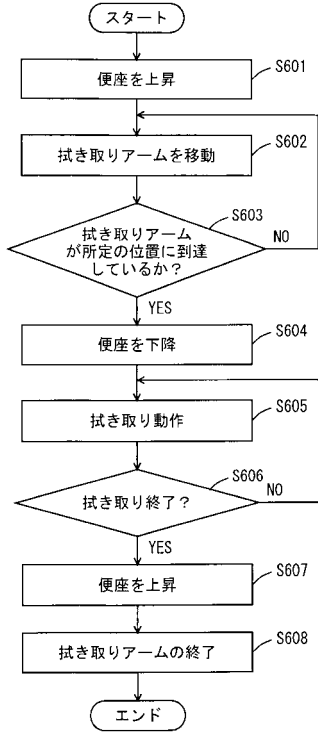 スタート
便座を上昇
S601
拭き取りアームを移動
S602
拭き取りアーム
が所定の位置に到達
しているか？
S603
NO
YES
便座を下降
S604
拭き取り動作
S605
拭き取り終了？
S606
NO
YES
便座を上昇
S607
拭き取りアームの終了
S608
エンド